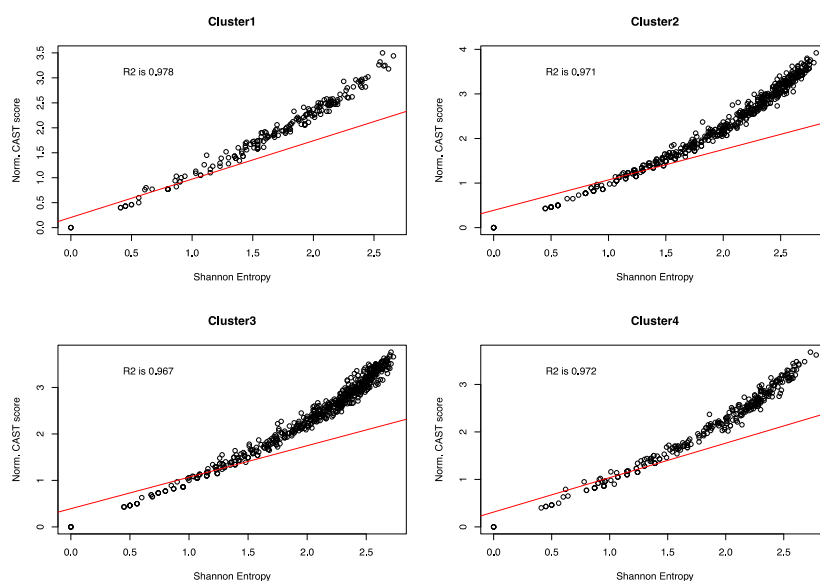 Cluster1
R2 is 0.978
Norm. CAST score
0.0 0.5 1.0 1.5 2.0 2.5 3.0 3.5
0.0 0.5 1.0 1.5 2.0 2.5
Shannon Entropy
Cluster2
R2 is 0.971
Norm. CAST score
0 1 2 3 4
0.0 0.5 1.0 1.5 2.0 2.5
Shannon Entropy
Cluster3
R2 is 0.967
Norm. CAST score
0 1 2 3
0.0 0.5 1.0 1.5 2.0 2.5
Shannon Entropy
Cluster4
R2 is 0.972
Norm. CAST score
0 1 2 3
0.0 0.5 1.0 1.5 2.0 2.5
Shannon Entropy